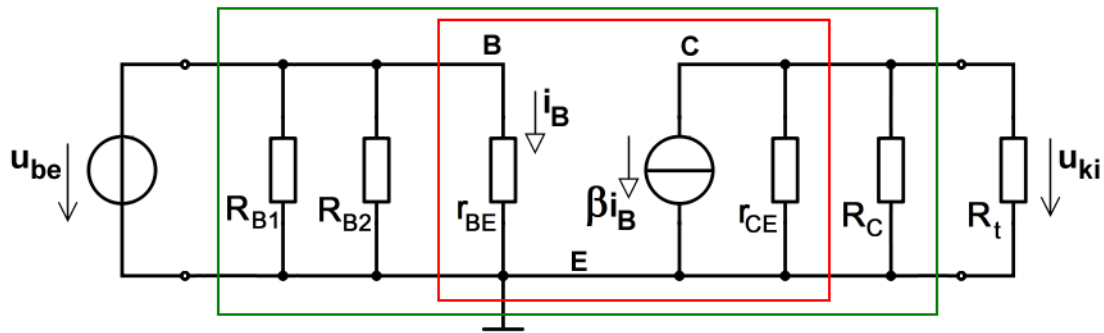 B
C
i_B
u_be
R_B1
R_B2
r_BE
βi_B
r_CE
R_C
R_t
u_ki
E